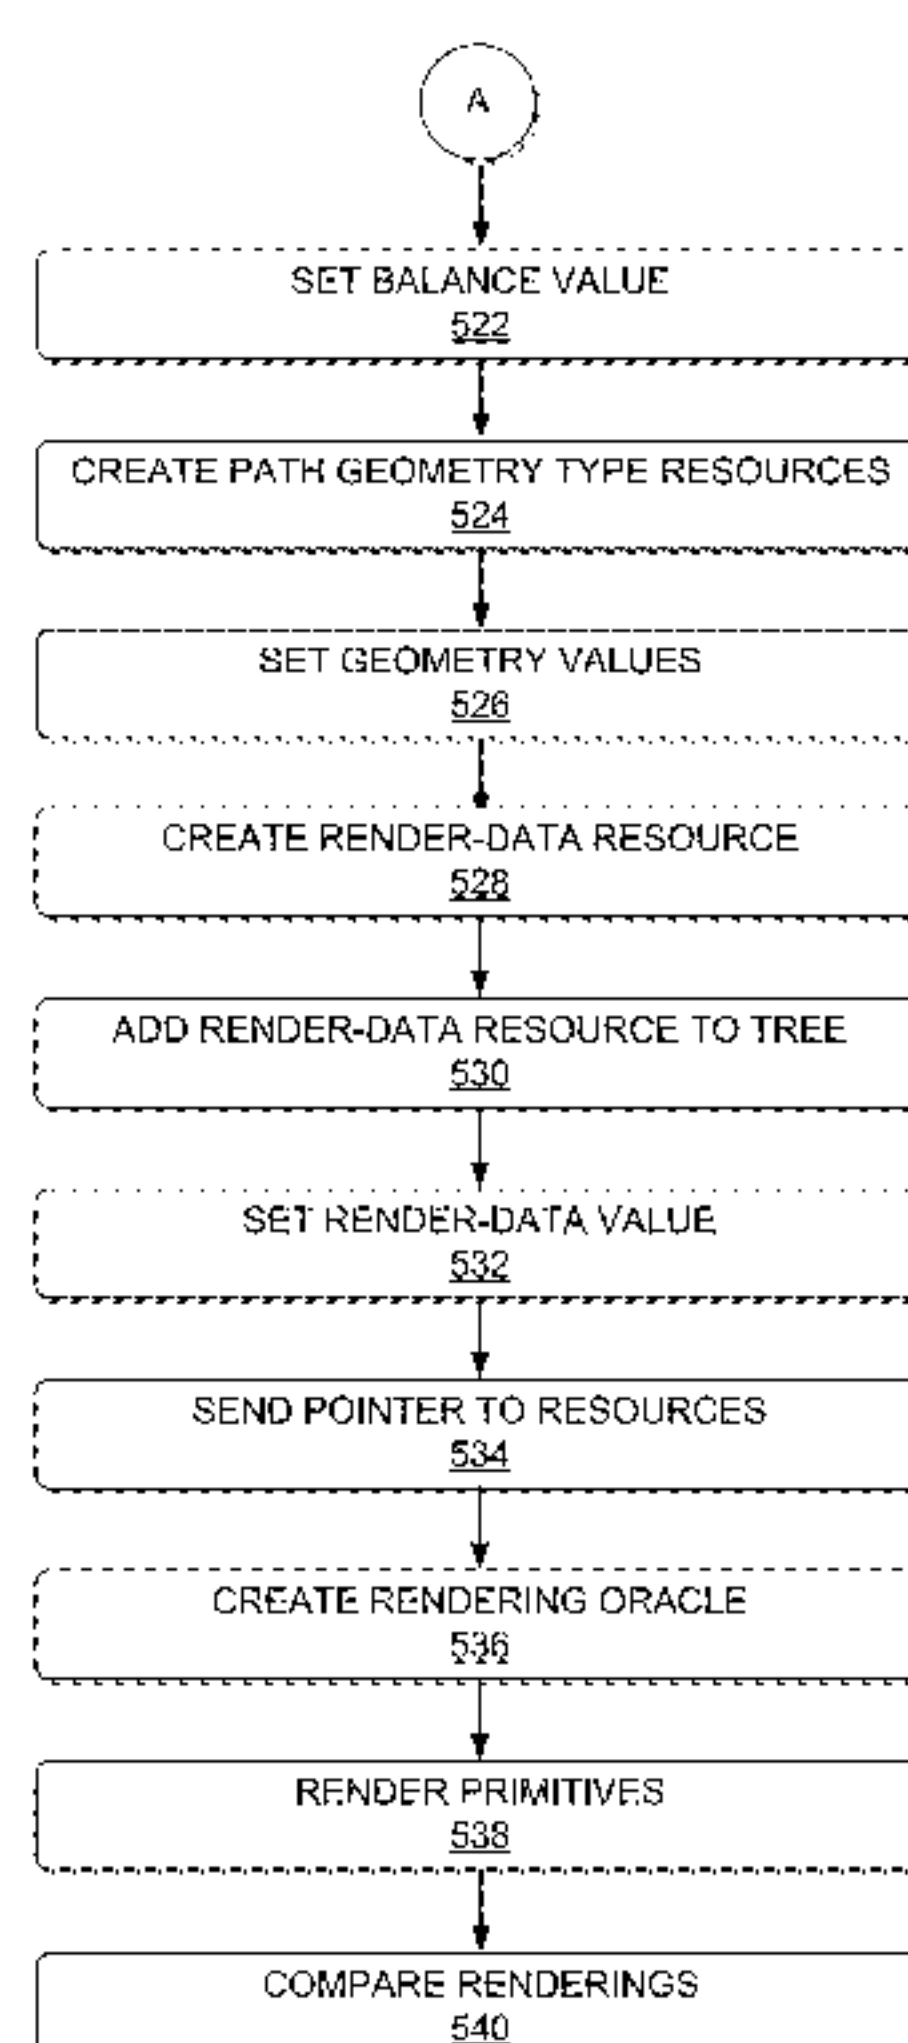 A
SET BALANCE VALUE
522
CREATE PATH GEOMETRY TYPE RESOURCES
524
SET GEOMETRY VALUES
526
CREATE RENDER-DATA RESOURCE
528
ADD RENDER-DATA RESOURCE TO TREE
530
SET RENDER-DATA VALUE
532
SEND POINTER TO RESOURCES
534
CREATE RENDERING ORACLE
536
RENDER PRIMITIVES
538
COMPARE RENDERINGS
540